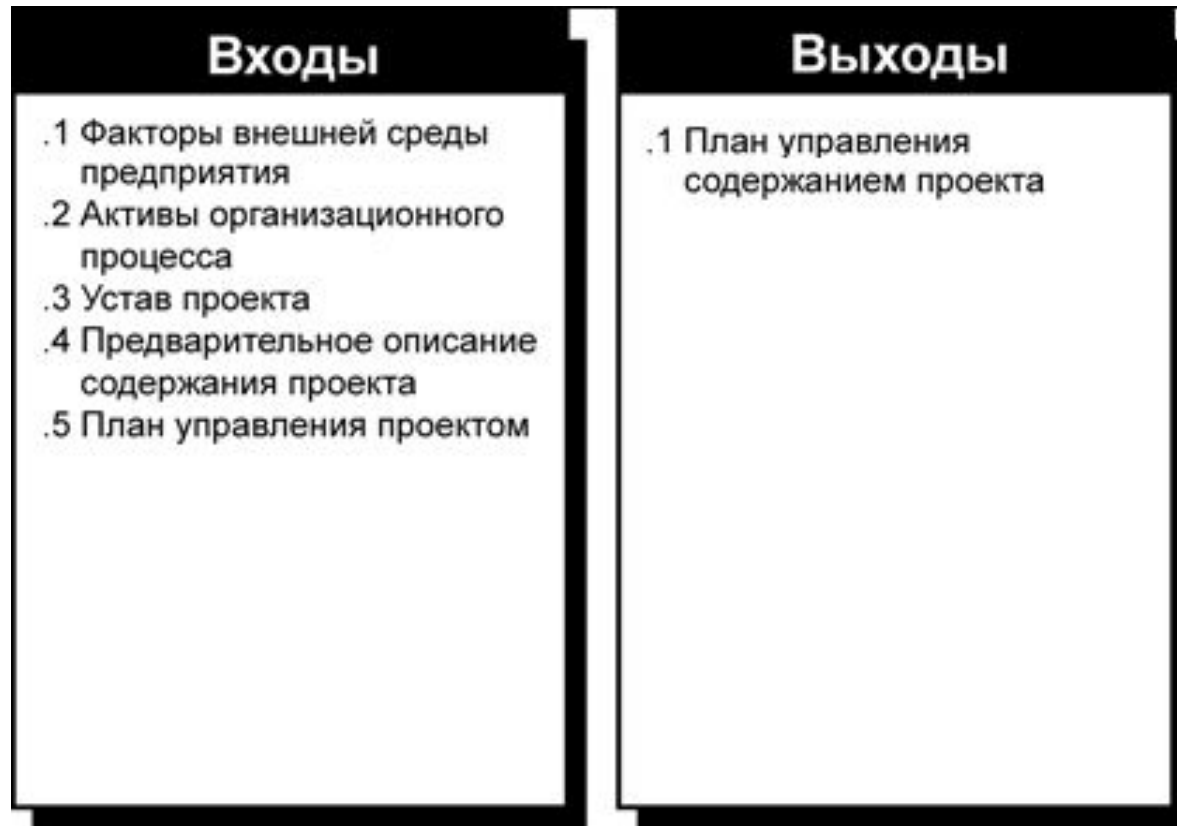 Входы
.1 Факторы внешней среды
предприятия
.2 Активы организационного
процесса
.3 Устав проекта
.4 Предварительное описание
содержания проекта
.5 План управления проектом
Выходы
.1 План управления
содержанием проекта